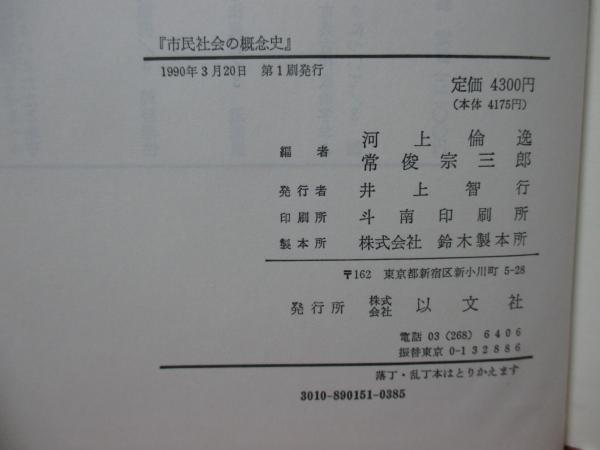 『市民社会の概念史』
1990年3月20日 第1刷発行
定価 4300円
(本体 4175円)
編者 河上倫逸
常俊宗三郎
発行者 井上智行
印刷所 斗南印刷所
製本所 株式会社 鈴木製本所
〒162 東京都新宿区新小川町 5-28
発行所 株式会社 以文社
電話 03 (268) 6406
振替東京 0-132886
落丁・乱丁本はとりかえます
3010-890151-0385